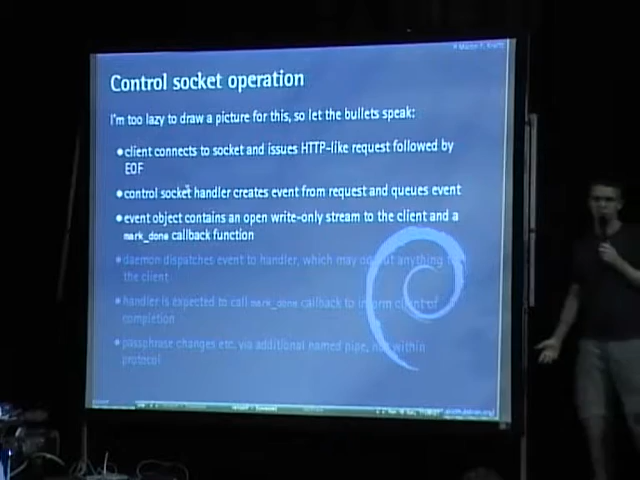 Control socket operation
I'm too lazy to draw a picture for this, so let the bullets speak:
●client connects to socket and issues HTTP-like request followed by
EOF
●control socket handler creates event from request and queues event
●event object contains an open write-only stream to the client and a
mark_done callback function
●daemon dispatches event to handler, which may output anything to
the client
●handler is expected to call mark_done callback to inform client of
completion
●passphrase changes etc. via additional named pipe, not within
protocol